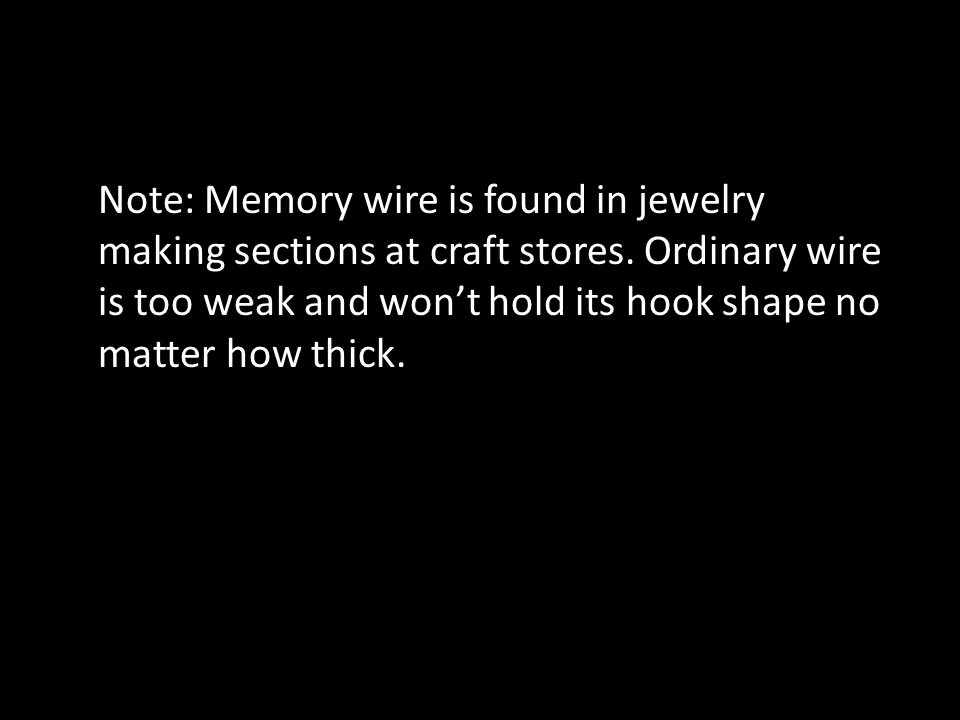 Note: Memory wire is found in jewelry
making sections at craft stores. Ordinary wire
is too weak and won’t hold its hook shape no
matter how thick.